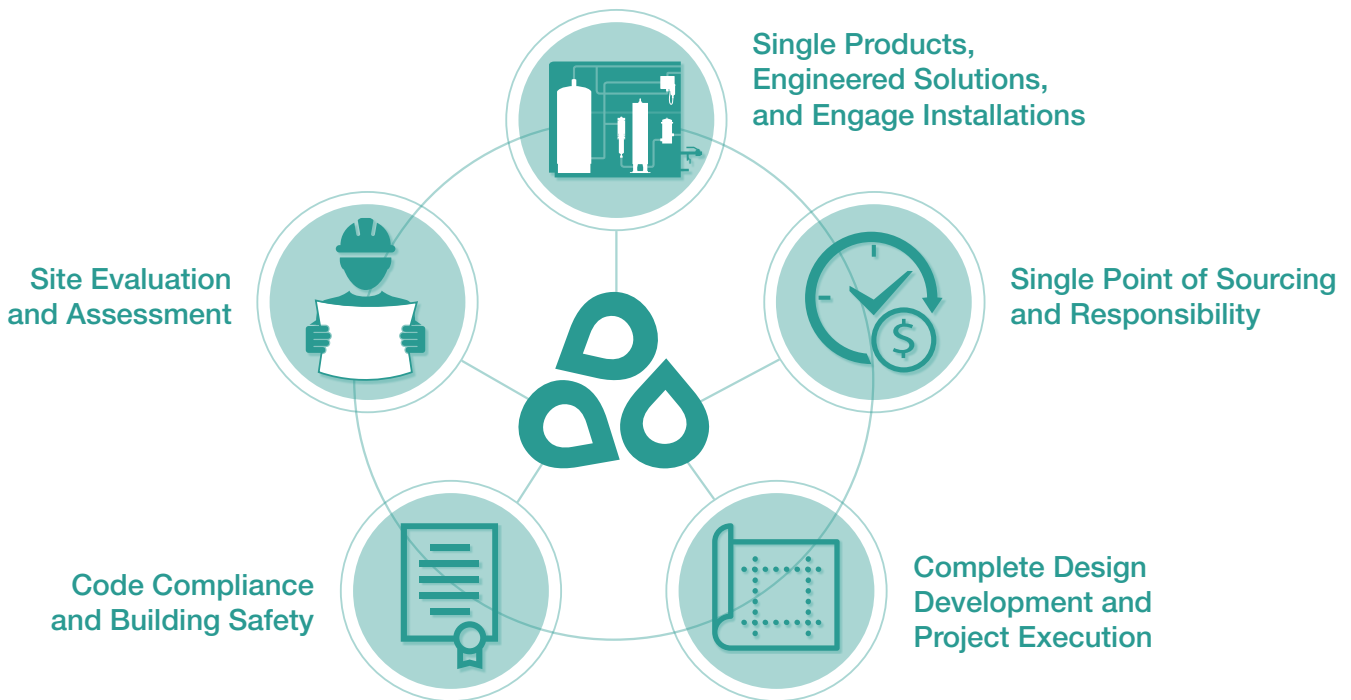 Single Products,
Engineered Solutions,
and Engage Installations
Site Evaluation
and Assessment
Single Point of Sourcing
and Responsibility
$
Code Compliance
and Building Safety
Complete Design
Development and
Project Execution